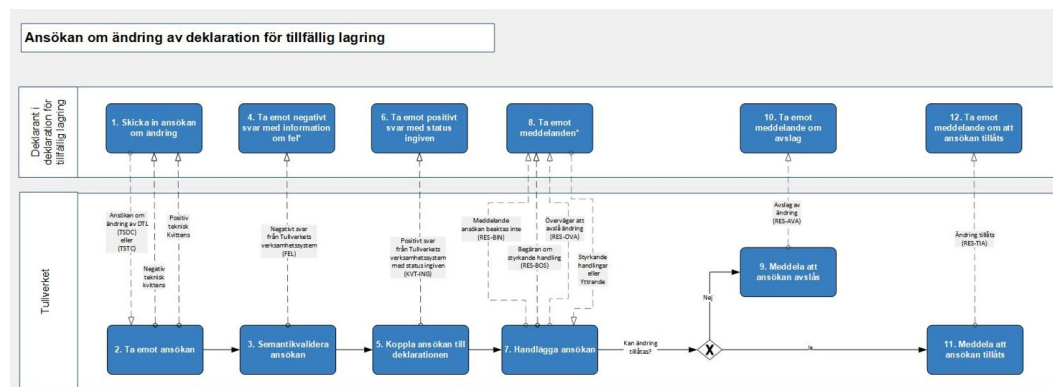 Ansökan om ändring av deklaration för tillfällig lagring
Deklarant i
deklaration för
tillfällig lagring
1. Skicka in ansökan
om ändring
4. Ta emot negativt
svar med information
om fel*
6. Ta emot positivt
svar med status
ingiven
8. Ta emot
meddelanden*
10. Ta emot
meddelande om
avslag
12. Ta emot
meddelande om att
ansökan tillåts
Tullverket
Ansökan om
ändring av DTL
(TSDC)
eller
(TSTC)
Negativ
teknisk
kvittens
Positiv
teknisk
Kvittens
Negativt svar
från Tullverkets
verksamhetssystem
(FEL)
Positivt svar
från Tullverkets
verksamhetssystem
med status ingiven
(KVT-ING)
Meddelande
ansökan beaktas inte
(RES-BIN)
Begäran om
styrkande handling
(RES-BOS)
Överväger att
avslå ändring
(RES-OVA)
Styrkande
handlingar
eller
Yttrande
Avslag av
ändring
(RES-AVA)
Ändring tillåts
(RES-TIA)
9. Meddela att
ansökan avslås
Nej
2. Ta emot ansökan
3. Semantikvalidera
ansökan
5. Koppla ansökan till
deklarationen
7. Handlägga ansökan
Kan ändring
tillåtas?
X
Ja
11. Meddela att
ansökan tillåts